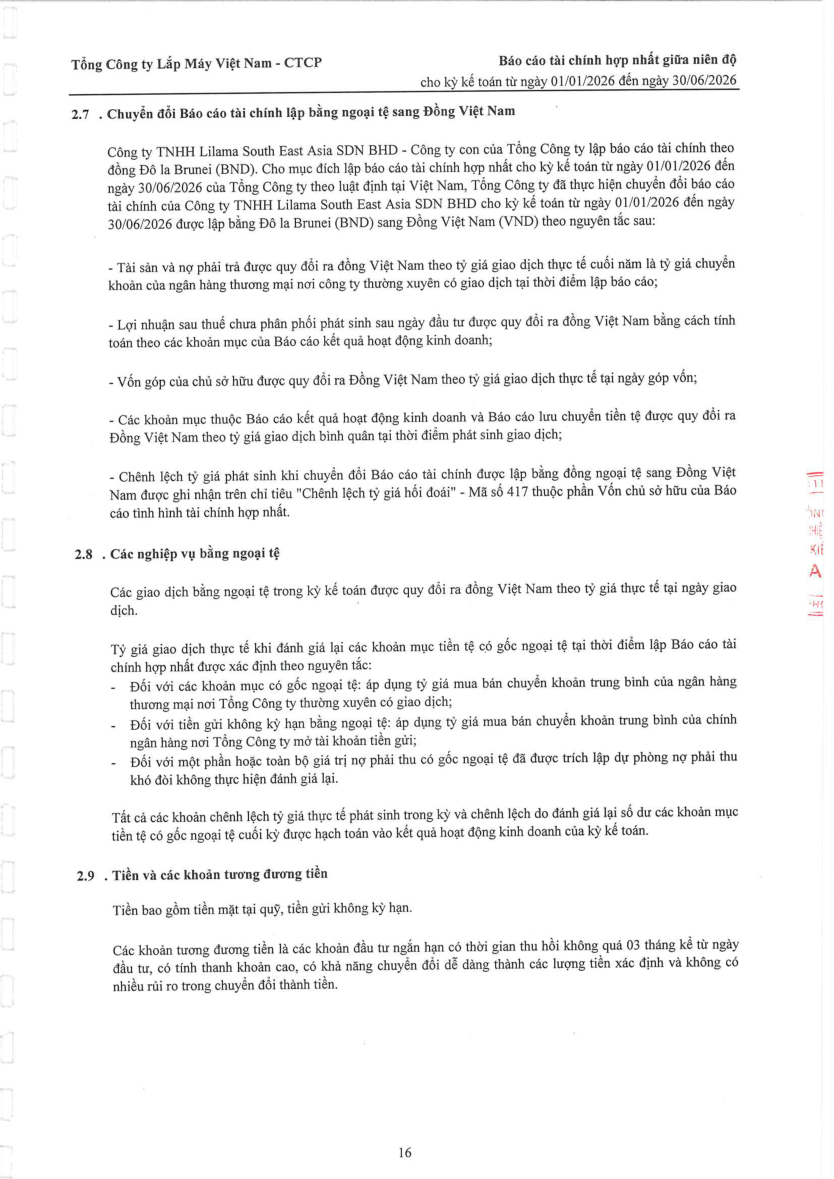 Tổng Công ty Lắp Máy Việt Nam - CTCP
Báo cáo tài chính hợp nhất giữa niên độ
cho kỳ kế toán từ ngày 01/01/2026 đến ngày 30/06/2026
2.7 . Chuyển đổi Báo cáo tài chính lập bằng ngoại tệ sang Đồng Việt Nam
Công ty TNHH Lilama South East Asia SDN BHD - Công ty con của Tổng Công ty lập báo cáo tài chính theo
đồng Đô la Brunei (BND). Cho mục đích lập báo cáo tài chính hợp nhất cho kỳ kế toán từ ngày 01/01/2026 đến
ngày 30/06/2026 của Tổng Công ty theo luật định tại Việt Nam, Tổng Công ty đã thực hiện chuyển đổi báo cáo
tài chính của Công ty TNHH Lilama South East Asia SDN BHD cho kỳ kế toán từ ngày 01/01/2026 đến ngày
30/06/2026 được lập bằng Đô la Brunei (BND) sang Đồng Việt Nam (VND) theo nguyên tắc sau:
- Tài sản và nợ phải trả được quy đổi ra đồng Việt Nam theo tỷ giá giao dịch thực tế cuối năm là tỷ giá chuyển
khoản của ngân hàng thương mại nơi công ty thường xuyên có giao dịch tại thời điểm lập báo cáo;
- Lợi nhuận sau thuế chưa phân phối phát sinh sau ngày đầu tư được quy đổi ra đồng Việt Nam bằng cách tính
toán theo các khoản mục của Báo cáo kết quả hoạt động kinh doanh;
- Vốn góp của chủ sở hữu được quy đổi ra Đồng Việt Nam theo tỷ giá giao dịch thực tế tại ngày góp vốn;
- Các khoản mục thuộc Báo cáo kết quả hoạt động kinh doanh và Báo cáo lưu chuyển tiền tệ được quy đổi ra
Đồng Việt Nam theo tỷ giá giao dịch bình quân tại thời điểm phát sinh giao dịch;
- Chênh lệch tỷ giá phát sinh khi chuyển đổi Báo cáo tài chính được lập bằng đồng ngoại tệ sang Đồng Việt
Nam được ghi nhận trên chỉ tiêu "Chênh lệch tỷ giá hối đoái" - Mã số 417 thuộc phần Vốn chủ sở hữu của Báo
cáo tình hình tài chính hợp nhất.
2.8 . Các nghiệp vụ bằng ngoại tệ
Các giao dịch bằng ngoại tệ trong kỳ kế toán được quy đổi ra đồng Việt Nam theo tỷ giá thực tế tại ngày giao
dịch.
Tỷ giá giao dịch thực tế khi đánh giá lại các khoản mục tiền tệ có gốc ngoại tệ tại thời điểm lập Báo cáo tài
chính hợp nhất được xác định theo nguyên tắc:
- Đối với các khoản mục có gốc ngoại tệ: áp dụng tỷ giá mua bán chuyển khoản trung bình của ngân hàng
thương mại nơi Tổng Công ty thường xuyên có giao dịch;
- Đối với tiền gửi không kỳ hạn bằng ngoại tệ: áp dụng tỷ giá mua bán chuyển khoản trung bình của chính
ngân hàng nơi Tổng Công ty mở tài khoản tiền gửi;
- Đối với một phần hoặc toàn bộ giá trị nợ phải thu có gốc ngoại tệ đã được trích lập dự phòng nợ phải thu
khó đòi không thực hiện đánh giá lại.
Tất cả các khoản chênh lệch tỷ giá thực tế phát sinh trong kỳ và chênh lệch do đánh giá lại số dư các khoản mục
tiền tệ có gốc ngoại tệ cuối kỳ được hạch toán vào kết quả hoạt động kinh doanh của kỳ kế toán.
2.9 . Tiền và các khoản tương đương tiền
Tiền bao gồm tiền mặt tại quỹ, tiền gửi không kỳ hạn.
Các khoản tương đương tiền là các khoản đầu tư ngắn hạn có thời gian thu hồi không quá 03 tháng kể từ ngày
đầu tư, có tính thanh khoản cao, có khả năng chuyển đổi dễ dàng thành các lượng tiền xác định và không có
nhiều rủi ro trong chuyển đổi thành tiền.
16